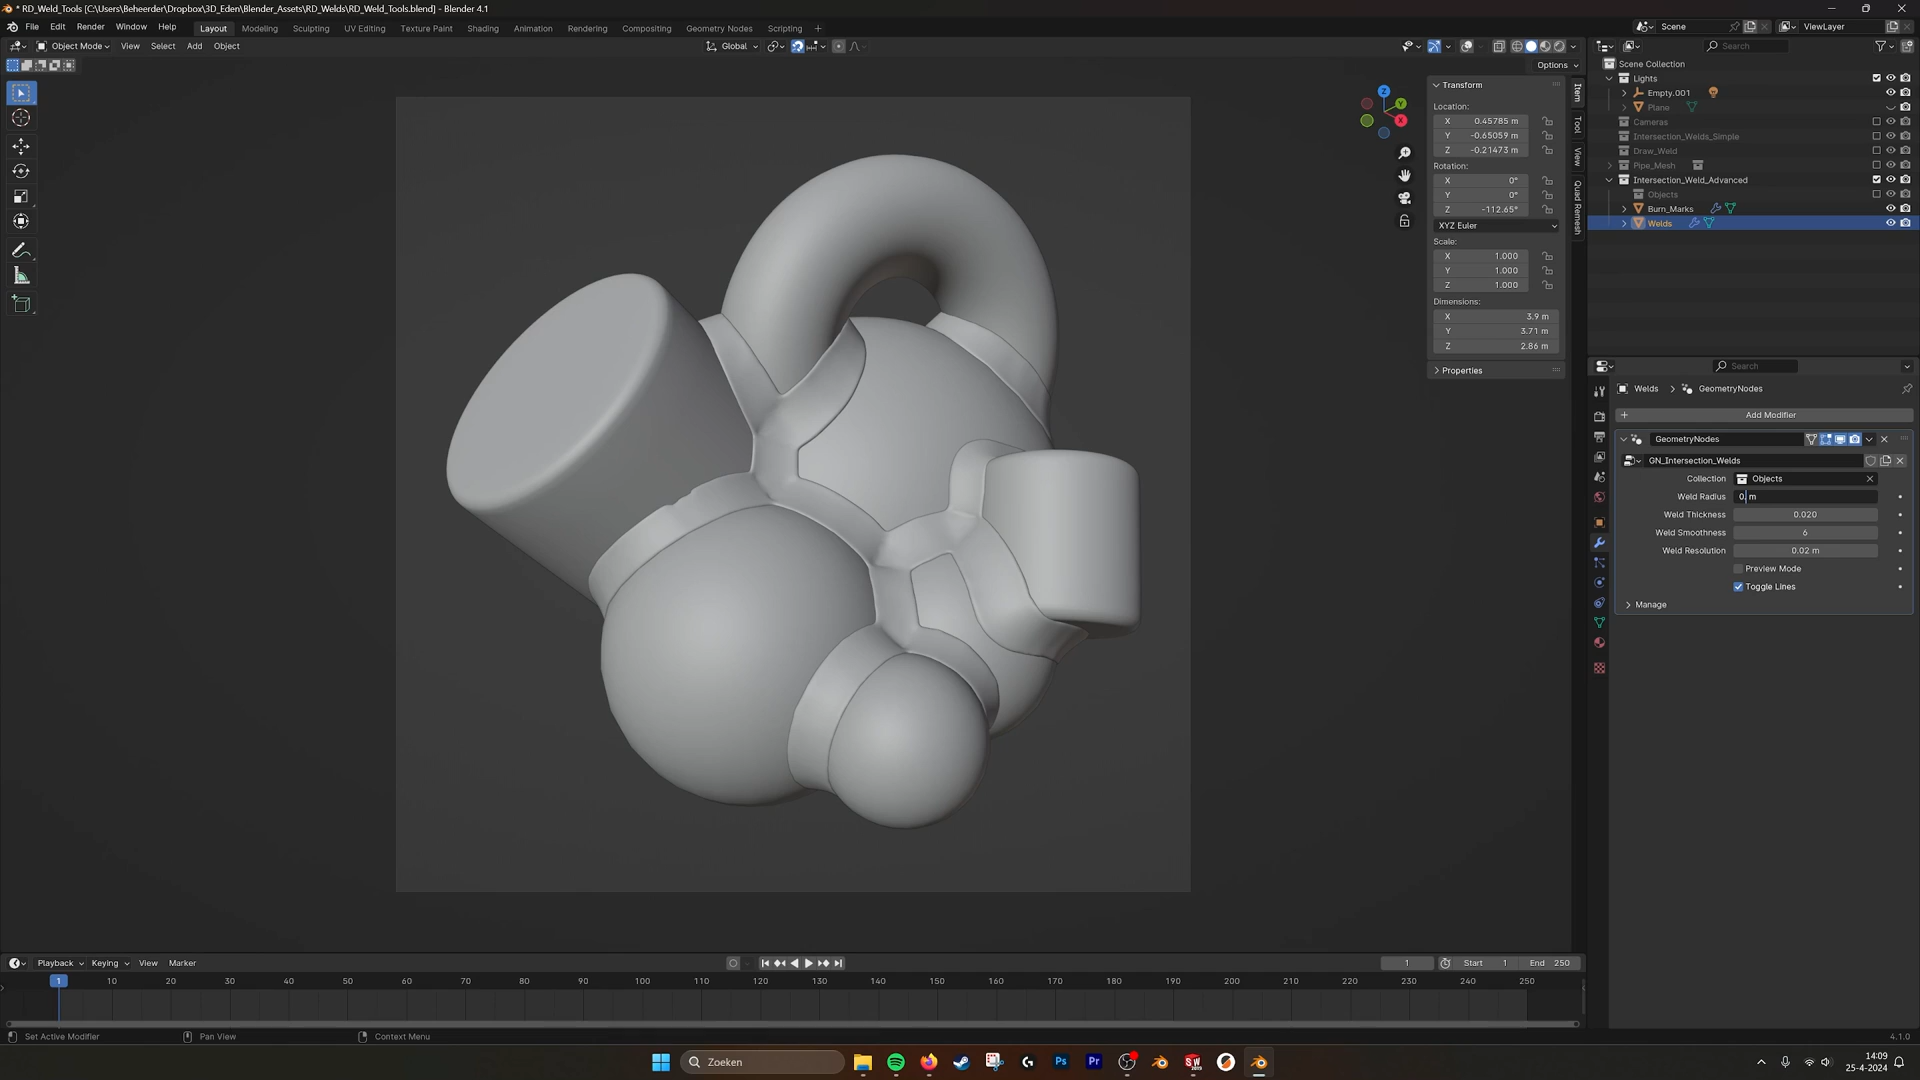 * RD_Weld_Tools [C:\Users\Beheerder\Dropbox\3D_Eden\Blender_Assets\RD_Welds\RD_Weld_Tools.blend] - Blender 4.1
File Edit Render Window Help Layout Modeling Sculpting UV Editing Texture Paint Shading Animation Rendering Compositing Geometry Nodes Scripting +
Scene
ViewLayer
Object Mode View Select Add Object
Global
Search
Options
Scene Collection
Lights
Empty.001
Plane
Cameras
Intersection_Welds_Simple
Draw_Weld
Pipe_Mesh
Intersection_Weld_Advanced
Objects
Burn_Marks
Welds
Z
Y
X
Transform
Location:
X 0.45785 m
Y -0.65059 m
Z -0.21473 m
Rotation:
X 0°
Y 0°
Z -112.65°
XYZ Euler
Scale:
X 1.000
Y 1.000
Z 1.000
Dimensions:
X 3.9 m
Y 3.71 m
Z 2.86 m
Properties
Item
Tool
View
Quad Remesh
Search
Welds > GeometryNodes
+ Add Modifier
GeometryNodes
GN_Intersection_Welds
Collection Objects
Weld Radius 0. m
Weld Thickness 0.020
Weld Smoothness 6
Weld Resolution 0.02 m
Preview Mode
Toggle Lines
Manage
Playback Keying View Marker
1 Start 1 End 250
1 10 20 30 40 50 60 70 80 90 100 110 120 130 140 150 160 170 180 190 200 210 220 230 240 250
Set Active Modifier Pan View Context Menu
4.1.0
Zoeken
Ps
Pr
SW
2019
14:09
25-4-2024